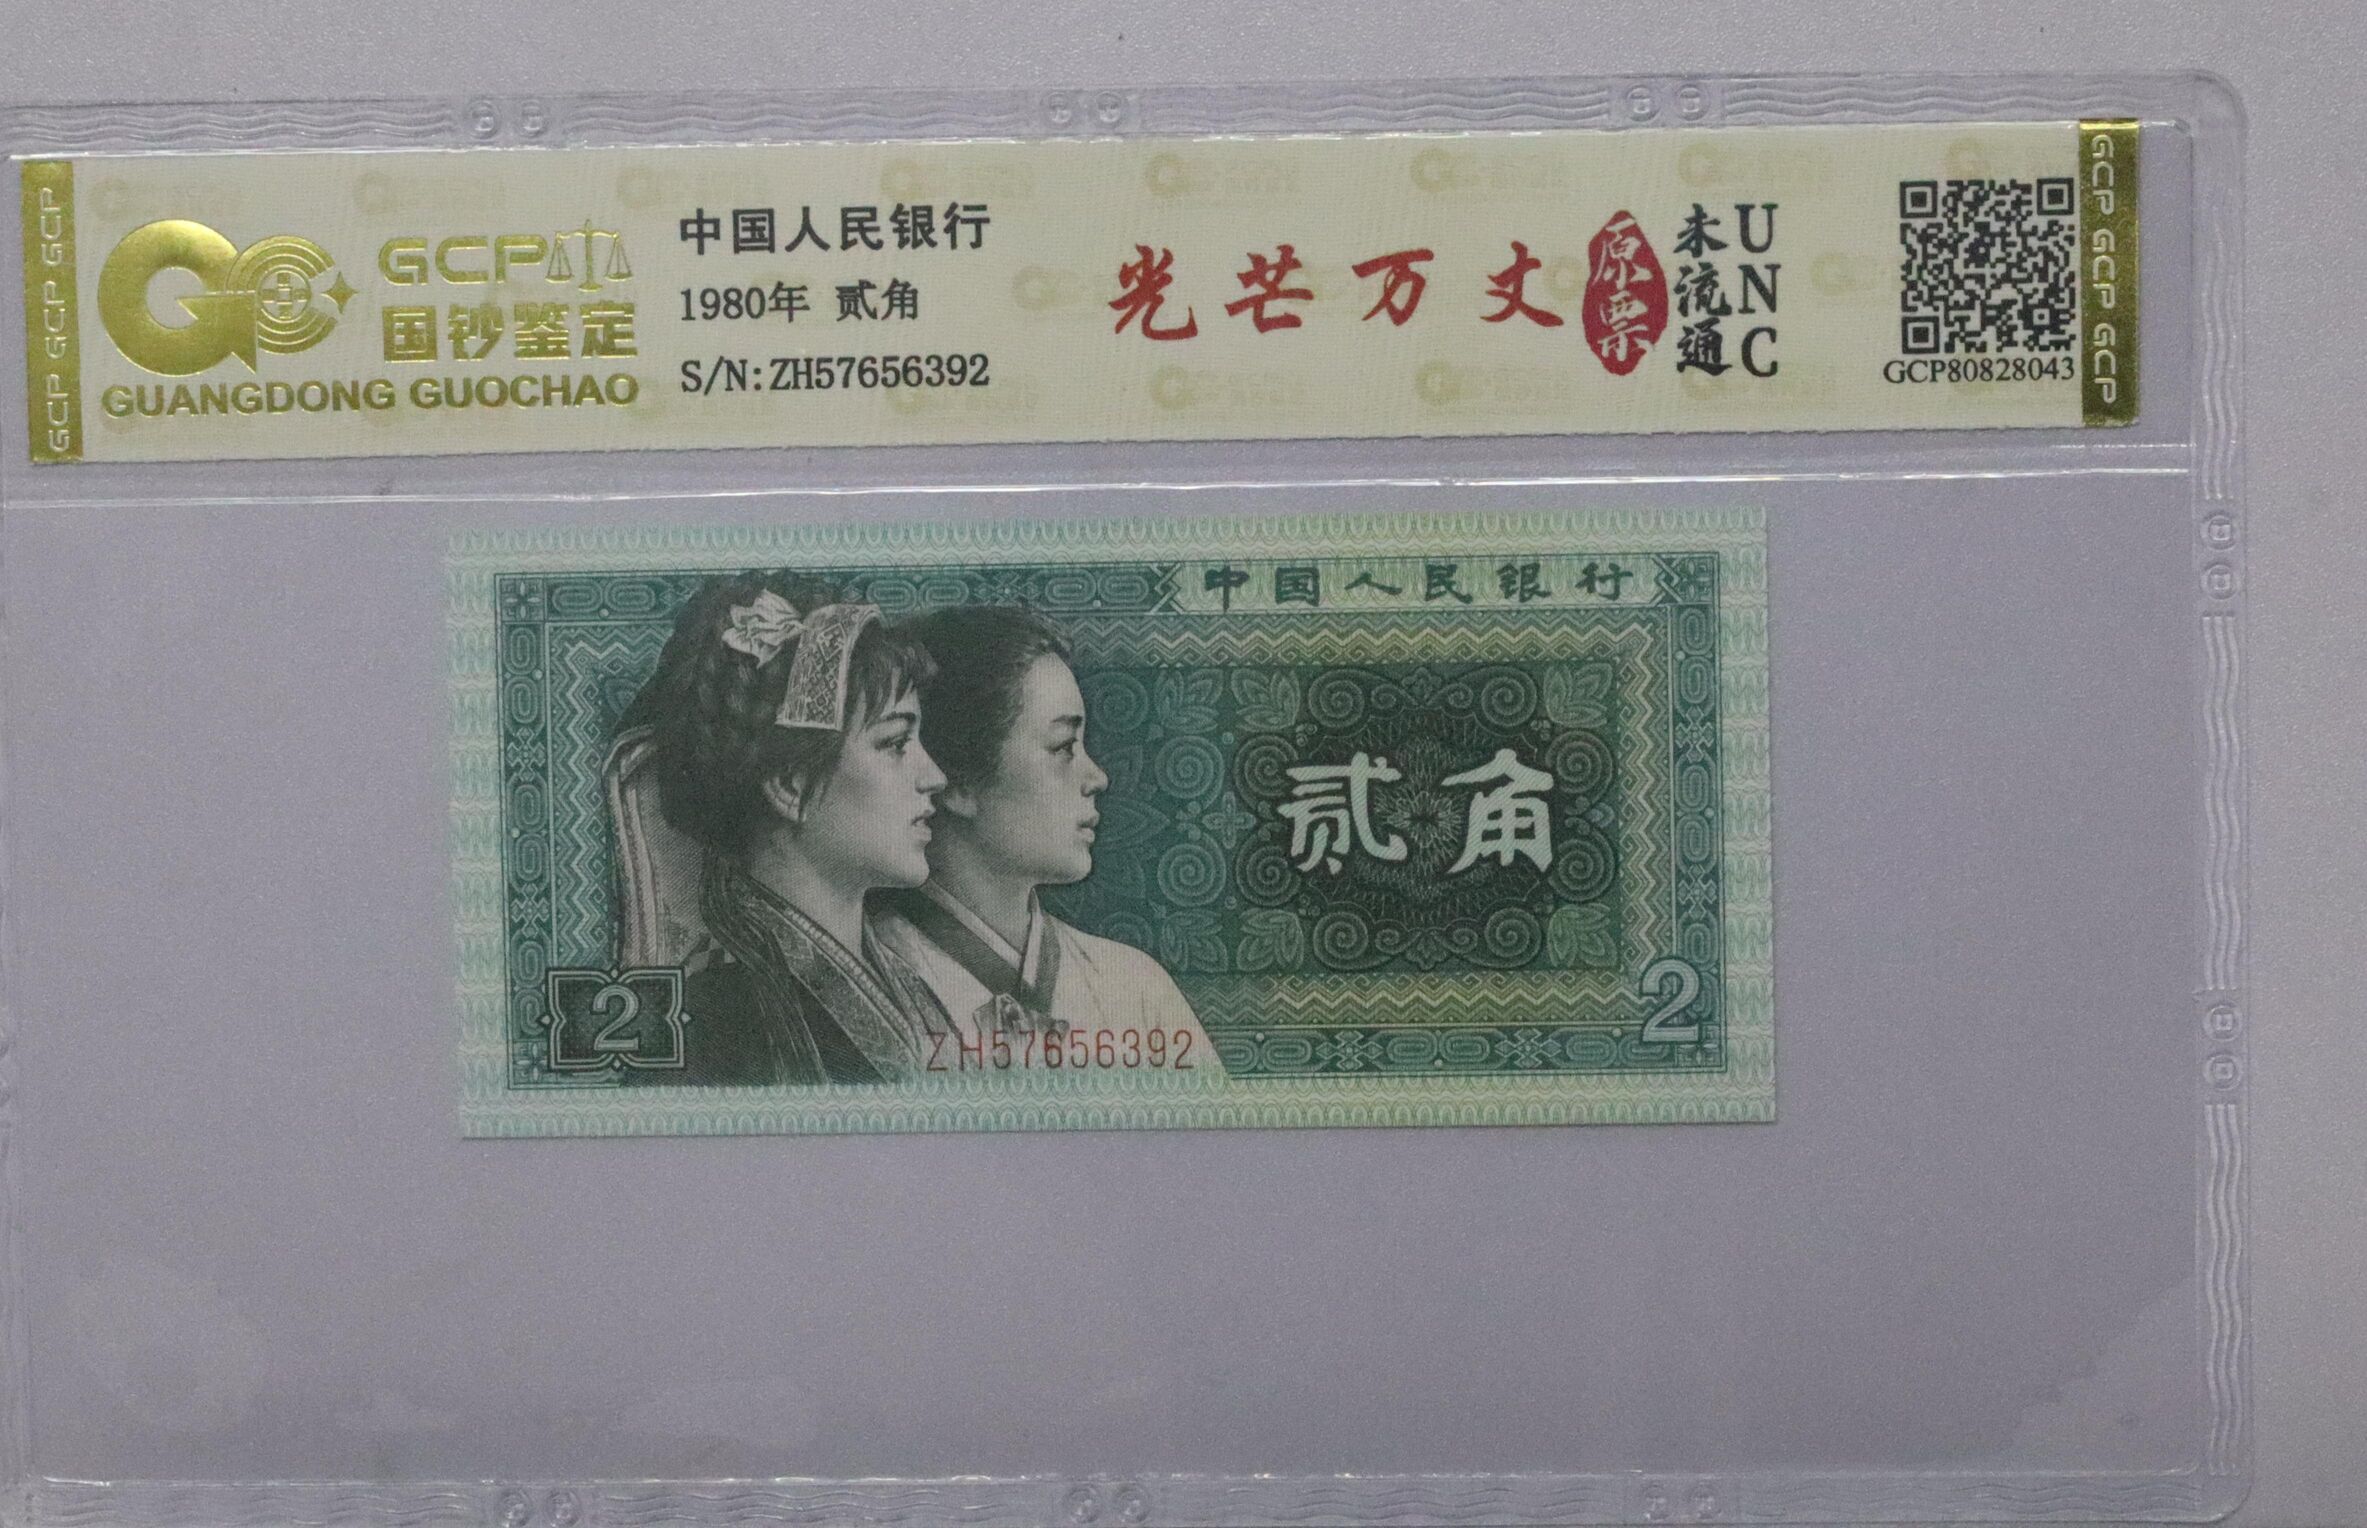 GCP GCP GCP
GCP
国钞鉴定
GUANGDONG GUOCHAO
中国人民银行
1980年 贰角
S/N:ZH57656392
光芒万丈
原票
未流通
UNC
GCP80828043
GCP GCP GCP
中国人民银行
贰角
2
2
ZH57656392